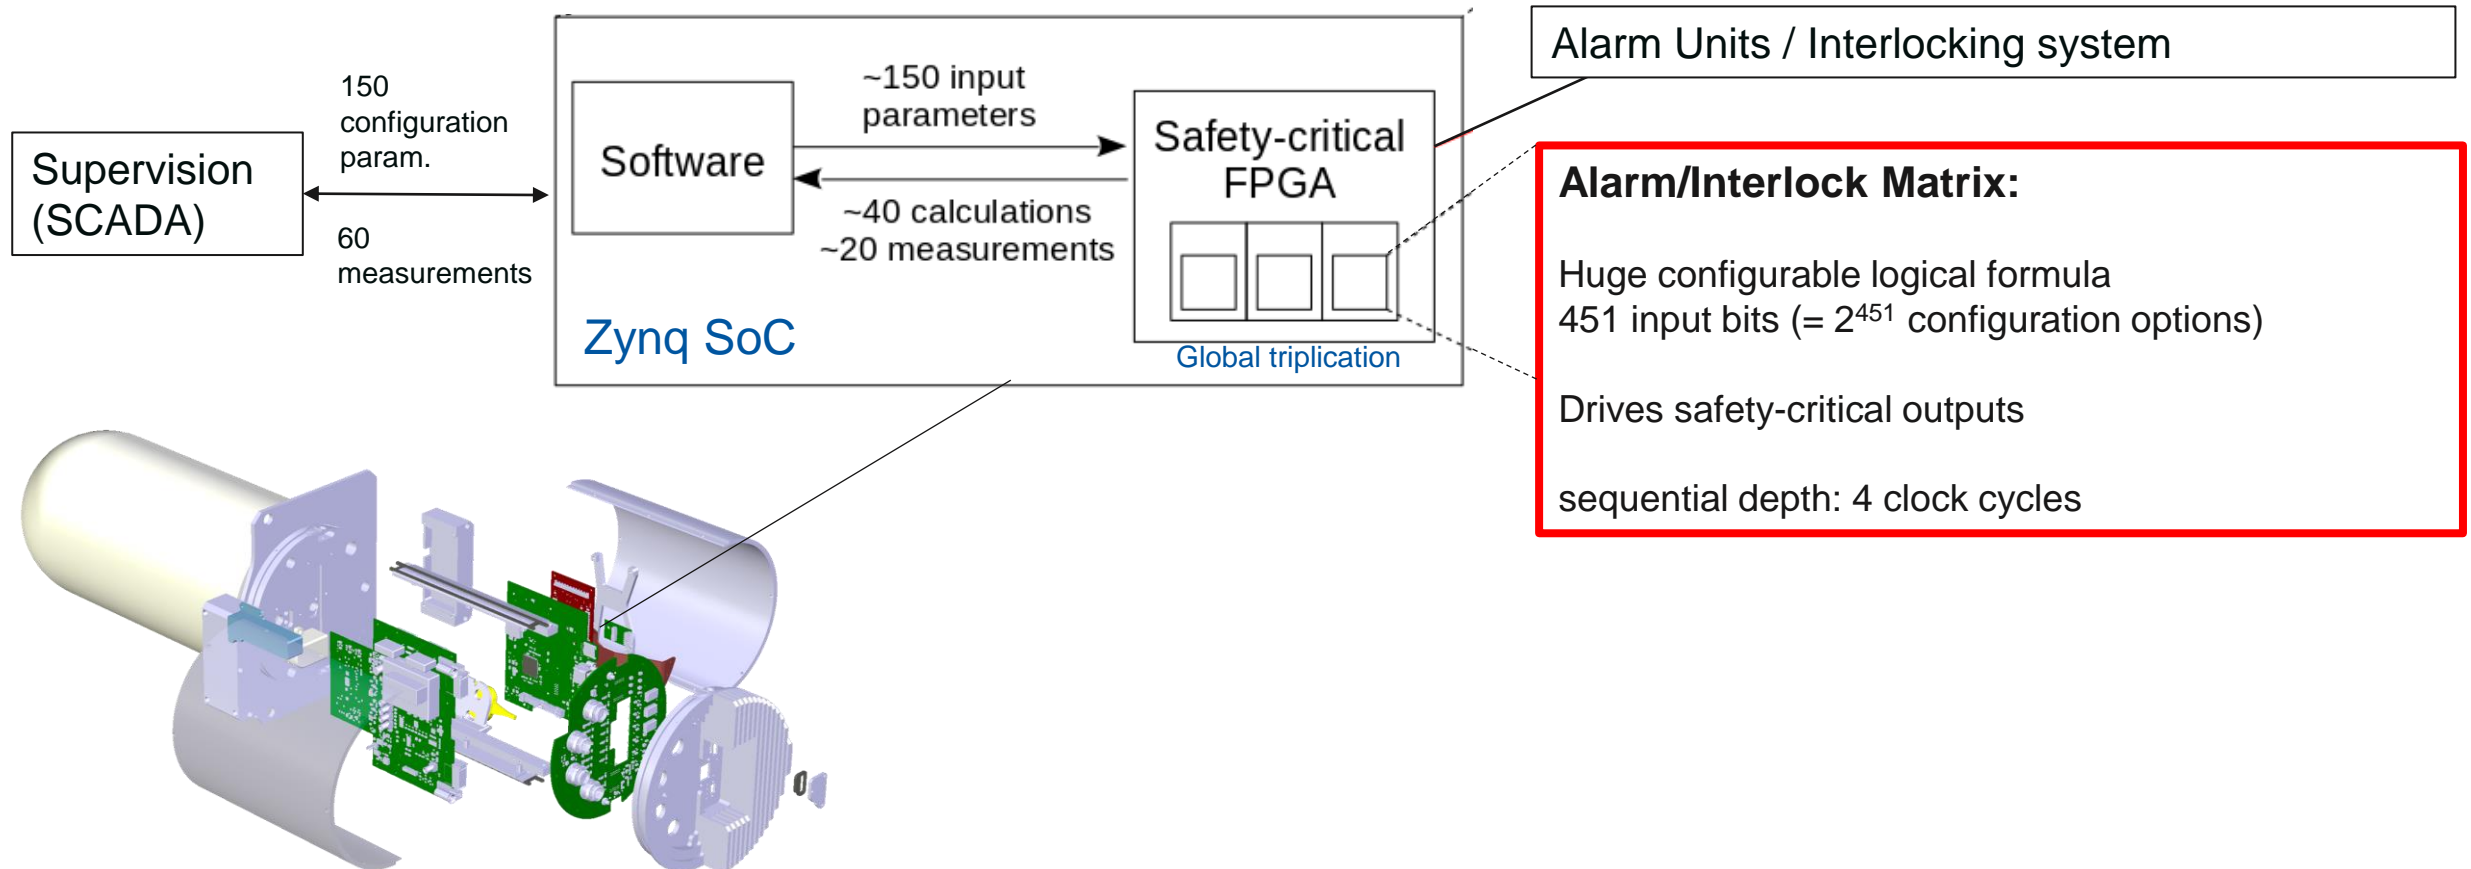 Supervision
(SCADA)
150
configuration
param.
60
measurements
Software
~150 input
parameters
~40 calculations
~20 measurements
Safety-critical
FPGA
Global triplication
Zynq SoC
Alarm Units / Interlocking system
Alarm/Interlock Matrix:
Huge configurable logical formula
451 input bits (= 2⁴⁵¹ configuration options)
Drives safety-critical outputs
sequential depth: 4 clock cycles